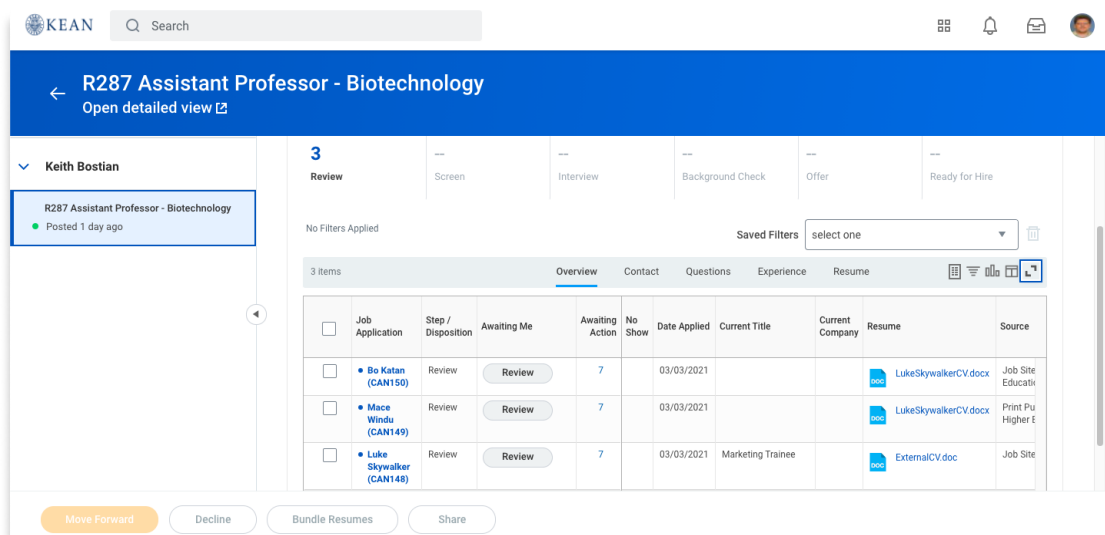 KEAN
Search
R287 Assistant Professor - Biotechnology
Open detailed view
Keith Bostian
R287 Assistant Professor - Biotechnology
Posted 1 day ago
3 -- -- -- -- --
Review Screen Interview Background Check Offer Ready for Hire
No Filters Applied
Saved Filters select one
3 items Overview Contact Questions Experience Resume
Job Application Step / Disposition Awaiting Me Awaiting Action No Show Date Applied Current Title Current Company Resume Source
Bo Katan (CAN150) Review Review 7 03/03/2021 DOC LukeSkywalkerCV.docx Job Site
Educatio
Mace Windu (CAN149) Review Review 7 03/03/2021 DOC LukeSkywalkerCV.docx Print Pu
Higher E
Luke Skywalker (CAN148) Review Review 7 03/03/2021 Marketing Trainee DOC ExternalCV.doc Job Site
Move Forward Decline Bundle Resumes Share